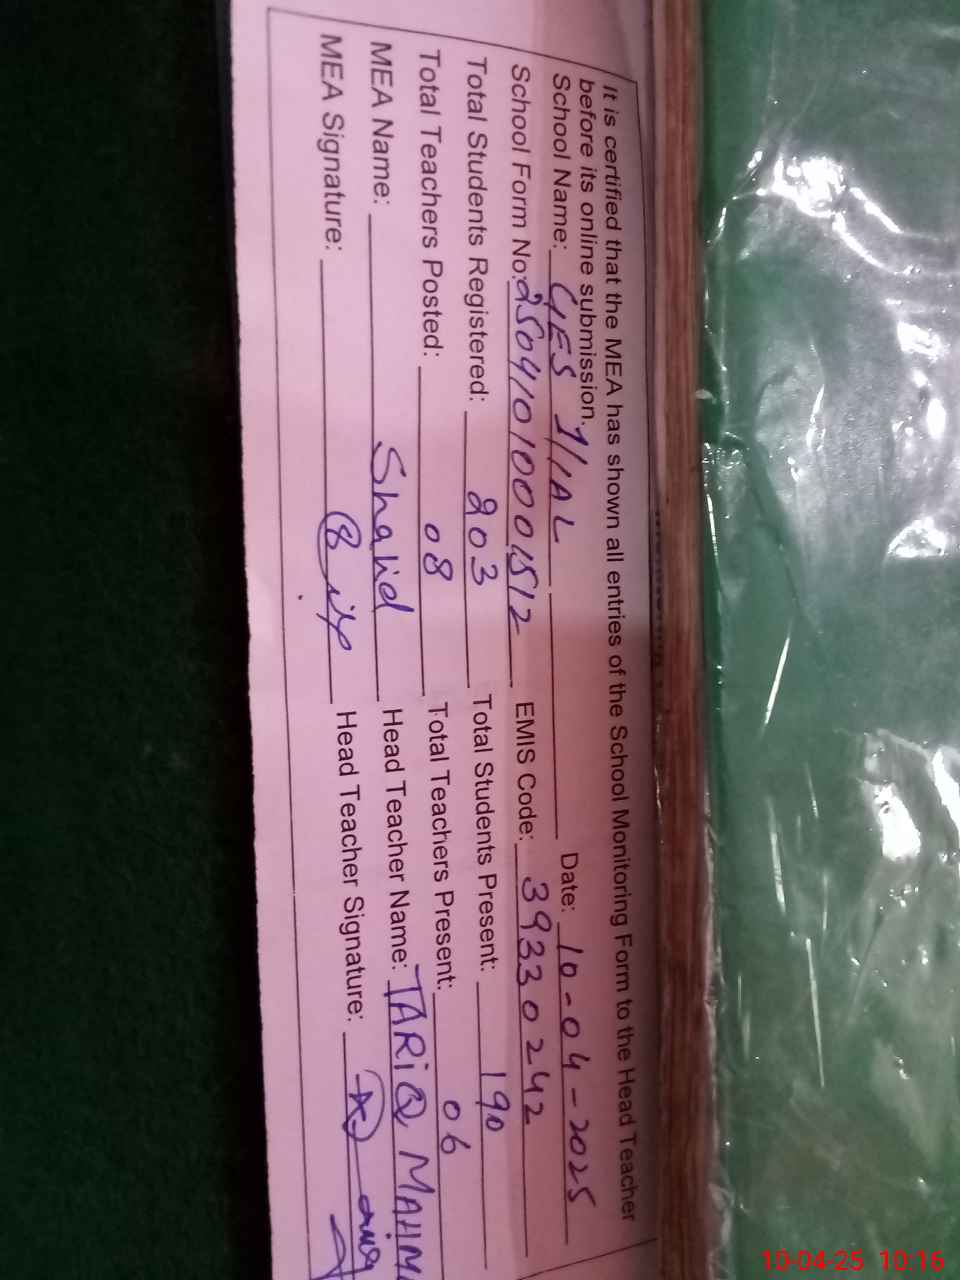 It is certified that the MEA has shown all entries of the School Monitoring Form to the Head Teacher
before its online submission.
School Name: GES 1/1AL Date: 10-04-2025
School Form No: 25041010001512 EMIS Code: 39330242
Total Students Registered: 203 Total Students Present: 190
Total Teachers Posted: 08 Total Teachers Present: 06
MEA Name: Shahid Head Teacher Name: TARIQ MAHM
MEA Signature: Head Teacher Signature:
10-04-25 10:16